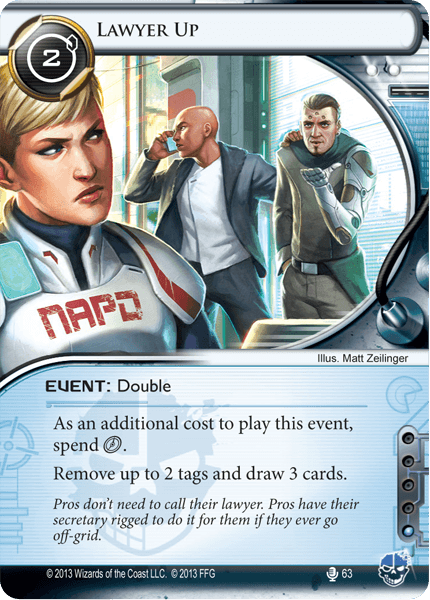 Lawyer Up
2
NAPD
Illus. Matt Zeilinger
EVENT: Double
As an additional cost to play this event,
spend .
Remove up to 2 tags and draw 3 cards.
Pros don’t need to call their lawyer. Pros have their
secretary rigged to do it for them if they ever go
off-grid.
© 2013 Wizards of the Coast LLC. © 2013 FFG
63